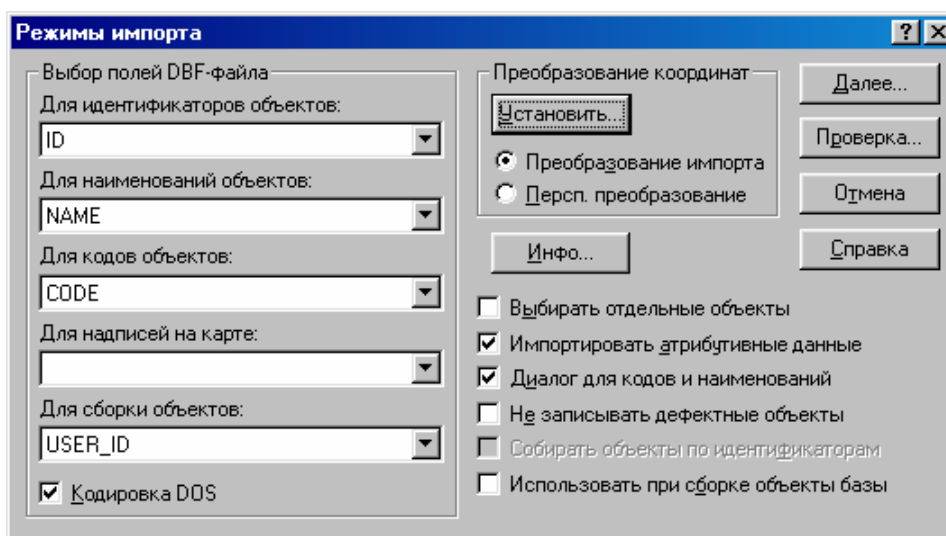 Режимы импорта
Выбор полей DBF-файла
Для идентификаторов объектов:
ID
Для наименований объектов:
NAME
Для кодов объектов:
CODE
Для надписей на карте:
Для сборки объектов:
USER_ID
Кодировка DOS
Преобразование координат
Установить...
Преобразование импорта
Персп. преобразование
Инфо...
Выбирать отдельные объекты
Импортировать атрибутивные данные
Диалог для кодов и наименований
Не записывать дефектные объекты
Собирать объекты по идентификаторам
Использовать при сборке объекты базы
Далее...
Проверка...
Отмена
Справка